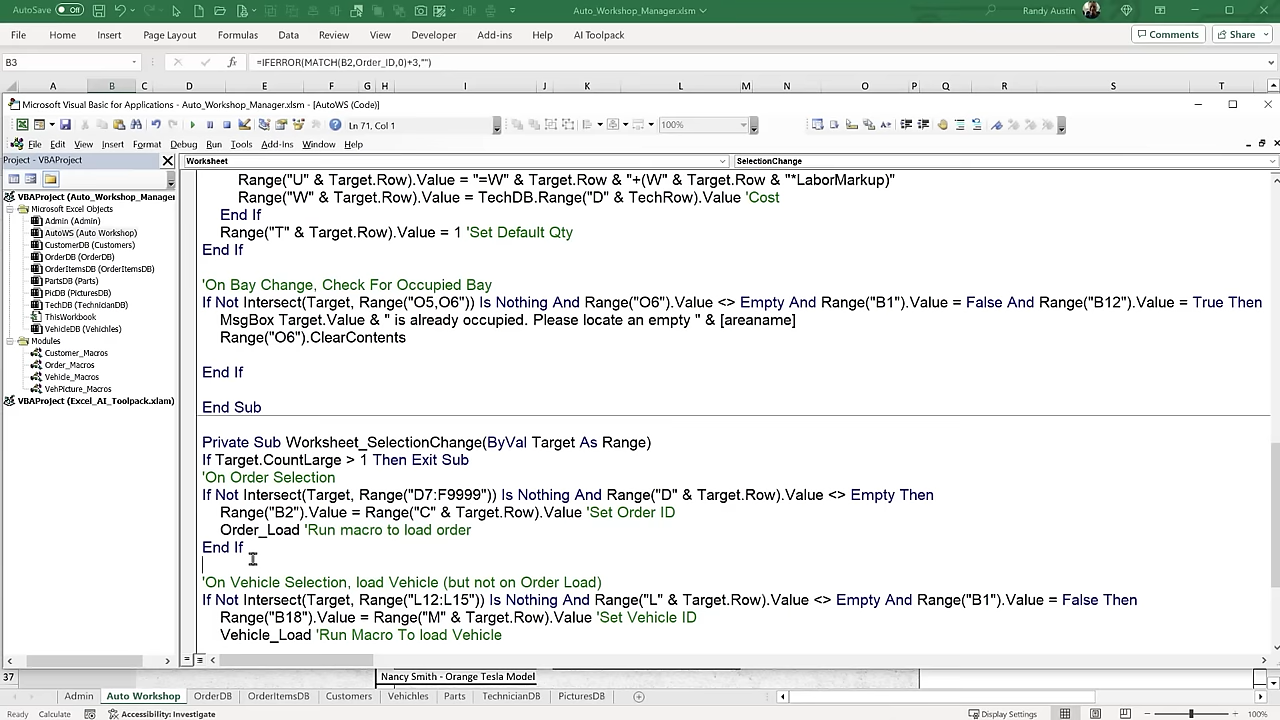 AutoSave Off
Auto_Workshop_Manager.xlsm
Randy Austin
File Home Insert Page Layout Formulas Data Review View Developer Add-ins Help AI Toolpack Comments Share
B3 fx =IFERROR(MATCH(B2,Order_ID,0)+3,"")
A B C D E F G H I J K L M N O P Q R S T
Microsoft Visual Basic for Applications - Auto_Workshop_Manager.xlsm - [AutoWS (Code)]
Ln 71, Col 1 100%
File Edit View Insert Format Debug Run Tools Add-Ins Window Help
Project - VBAProject
Worksheet SelectionChange
VBAProject (Auto_Workshop_Manager
Microsoft Excel Objects
Admin (Admin)
AutoWS (Auto Workshop)
CustomerDB (Customers)
OrderDB (OrderDB)
OrderItemsDB (OrderItemsDB)
PartsDB (Parts)
PicDB (PicturesDB)
TechDB (TechnicianDB)
ThisWorkbook
VehicleDB (Vehichles)
Modules
Customer_Macros
Order_Macros
Vehicle_Macros
VehPicture_Macros
VBAProject (Excel_AI_Toolpack.xlam)
Range("U" & Target.Row).Value = "=W" & Target.Row & "+(W" & Target.Row & "*LaborMarkup)"
Range("W" & Target.Row).Value = TechDB.Range("D" & TechRow).Value 'Cost
End If
Range("T" & Target.Row).Value = 1 'Set Default Qty
End If
'On Bay Change, Check For Occupied Bay
If Not Intersect(Target, Range("O5,O6")) Is Nothing And Range("O6").Value <> Empty And Range("B1").Value = False And Range("B12").Value = True Then
MsgBox Target.Value & " is already occupied. Please locate an empty " & [areaname]
Range("O6").ClearContents
End If
End Sub
Private Sub Worksheet_SelectionChange(ByVal Target As Range)
If Target.CountLarge > 1 Then Exit Sub
'On Order Selection
If Not Intersect(Target, Range("D7:F9999")) Is Nothing And Range("D" & Target.Row).Value <> Empty Then
Range("B2").Value = Range("C" & Target.Row).Value 'Set Order ID
Order_Load 'Run macro to load order
End If
'On Vehicle Selection, load Vehicle (but not on Order Load)
If Not Intersect(Target, Range("L12:L15")) Is Nothing And Range("L" & Target.Row).Value <> Empty And Range("B1").Value = False Then
Range("B18").Value = Range("M" & Target.Row).Value 'Set Vehicle ID
Vehicle_Load 'Run Macro To load Vehicle
37 Nancy Smith - Orange Tesla Model
Admin Auto Workshop OrderDB OrderItemsDB Customers Vehichles Parts TechnicianDB PicturesDB
Ready Calculate Accessibility: Investigate Display Settings 100%